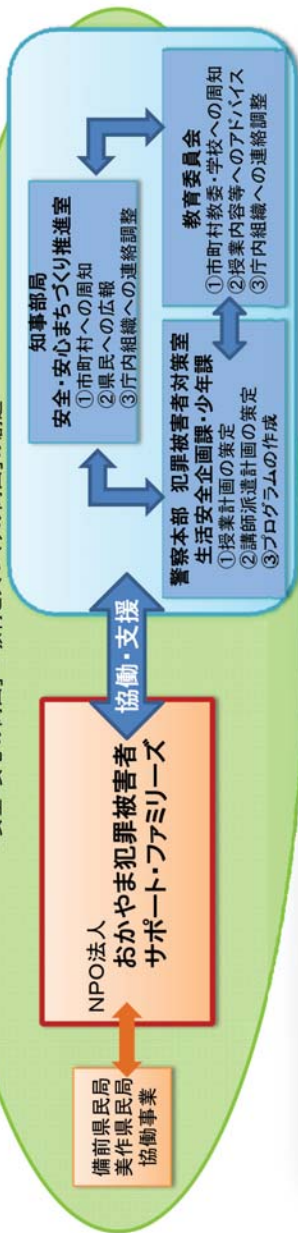 備前県民局
美作県民局
協働事業
NPO法人
おかやま犯罪被害者
サポート・ファミリーズ
協働・支援
知事部局
安全・安心まちづくり推進室
①市町村への周知
②県民への広報
③庁内組織への連絡調整
警察本部 犯罪被害者対策室
生活安全企画課・少年課
①授業計画の策定
②講師派遣計画の策定
③プログラムの作成
教育委員会
①市町村教委・学校への周知
②授業内容等へのアドバイス
③庁内組織への連絡調整